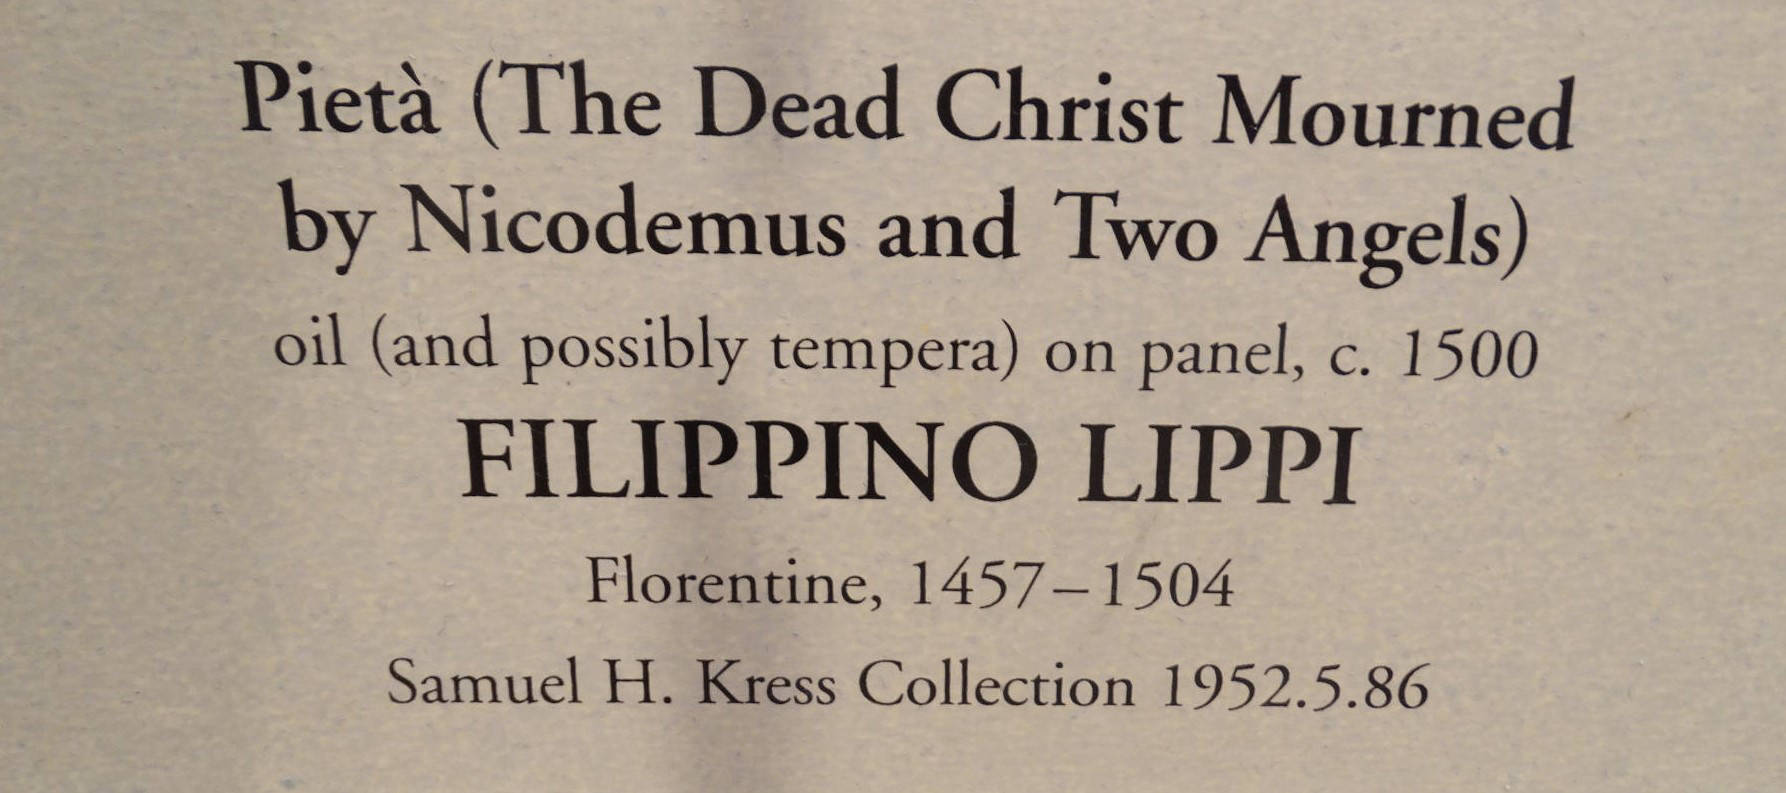 Pietà (The Dead Christ Mourned
by Nicodemus and Two Angels)
oil (and possibly tempera) on panel, c. 1500
FILIPPINO LIPPI
Florentine, 1457–1504
Samuel H. Kress Collection 1952.5.86